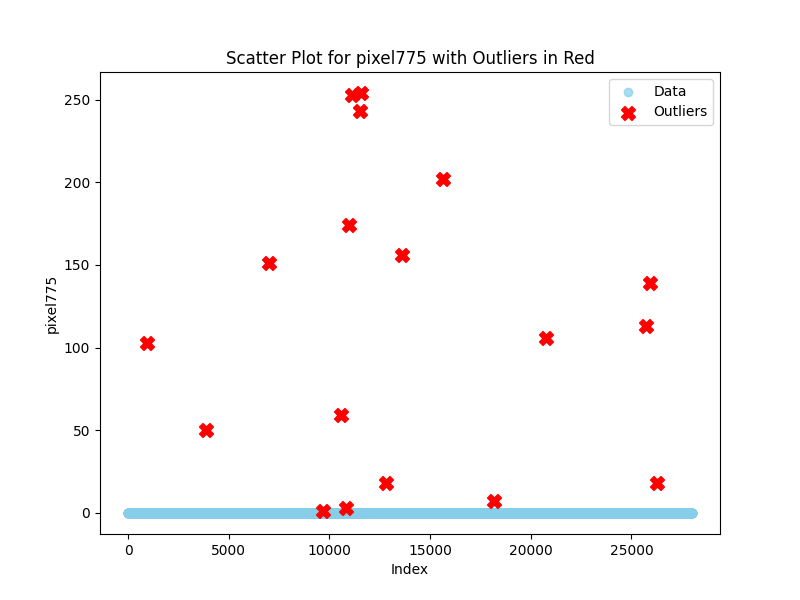 Scatter Plot for pixel775 with Outliers in Red
Data
Outliers
250
200
150
100
50
0
pixel775
0 5000 10000 15000 20000 25000
Index